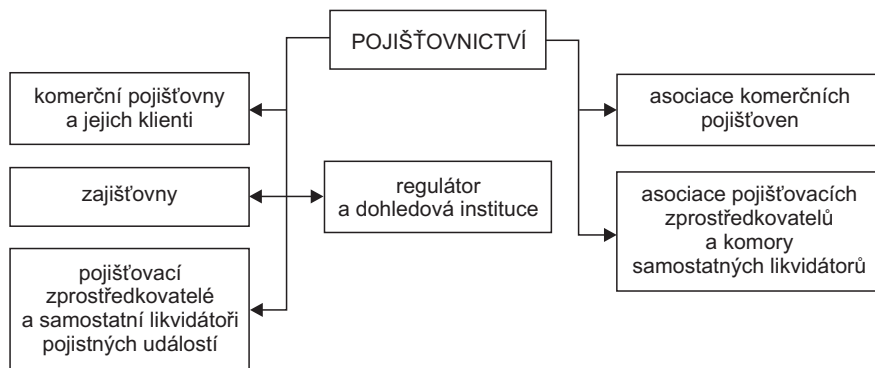 POJIŠŤOVNICTVÍ
komerční pojišťovny
a jejich klienti
zajišťovny
pojišťovací
zprostředkovatelé
a samostatní likvidátoři
pojistných událostí
regulátor
a dohledová instituce
asociace komerčních
pojišťoven
asociace pojišťovacích
zprostředkovatelů
a komory
samostatných likvidátorů